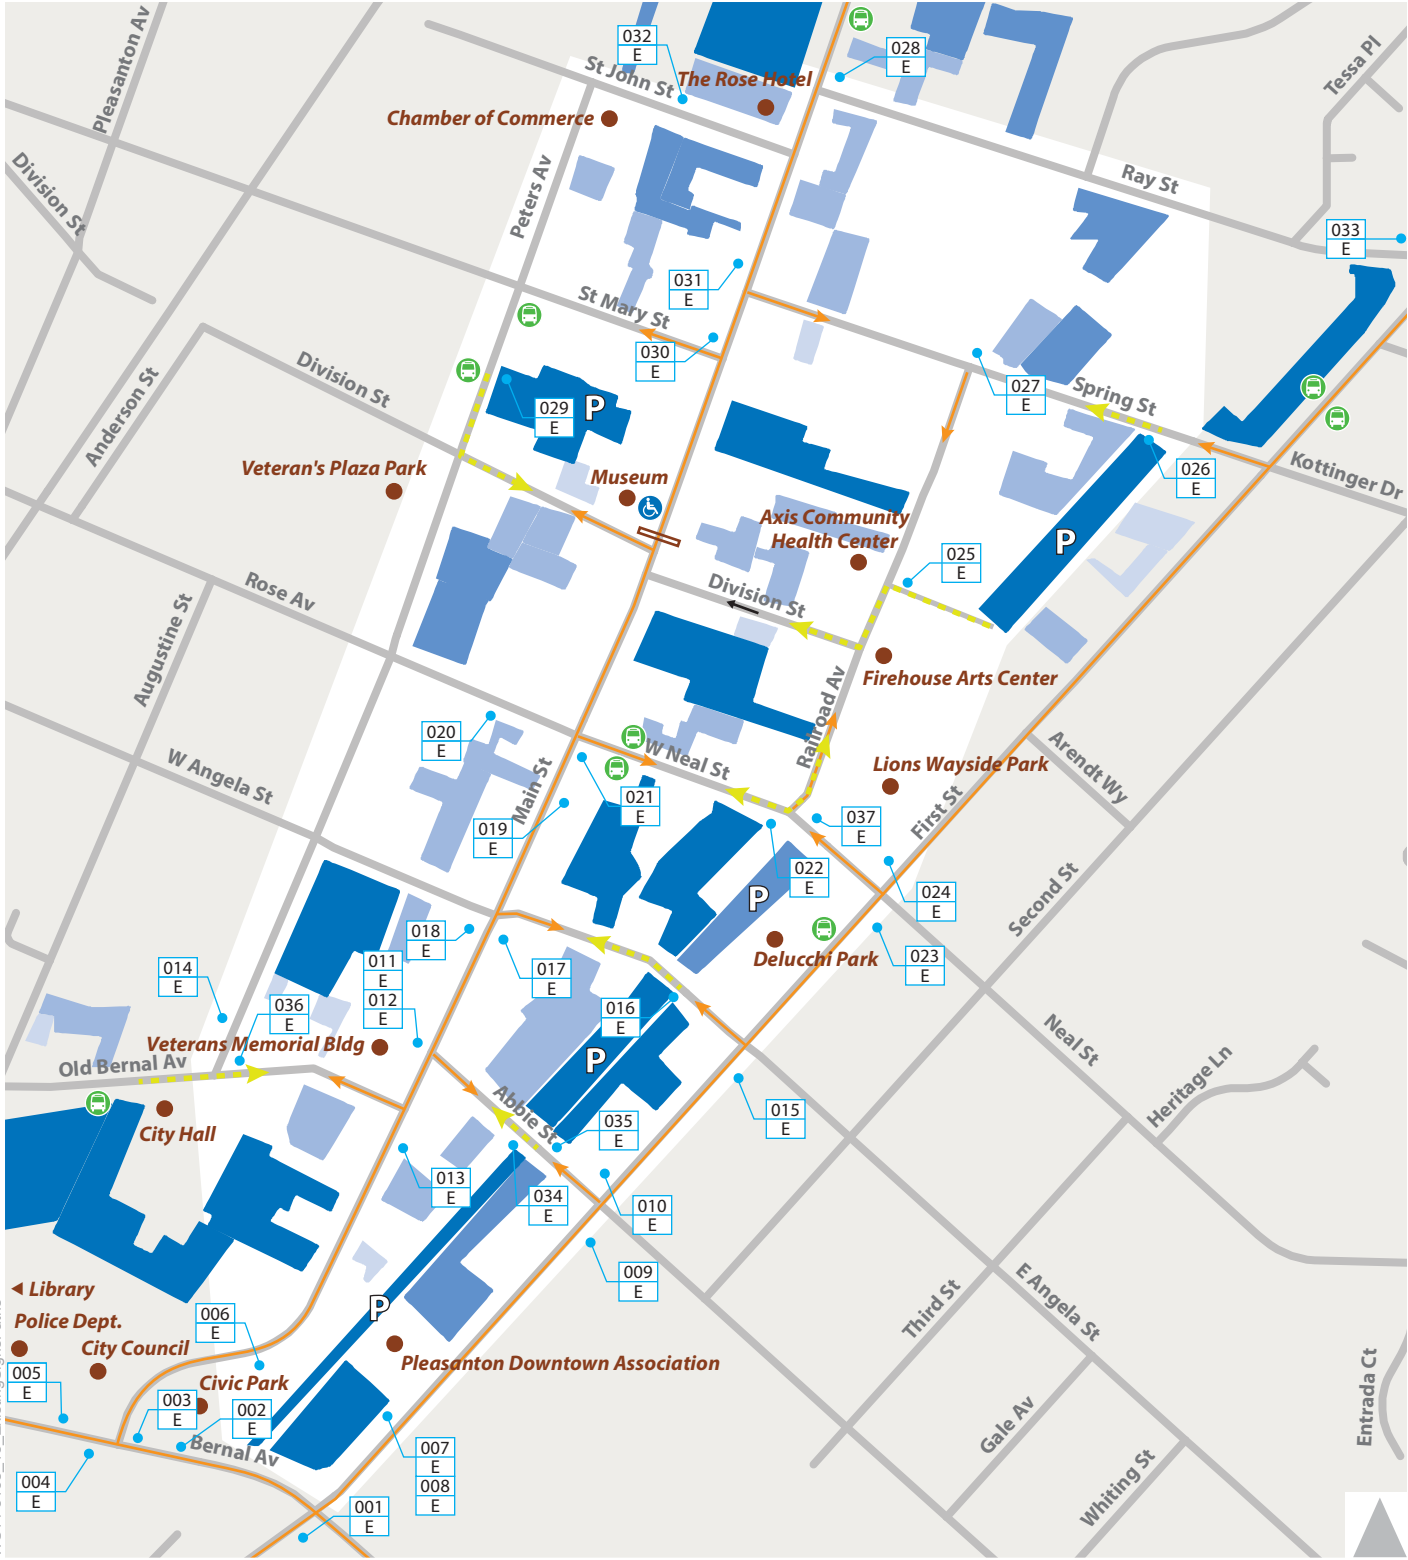 032
E
028
E
St John St
The Rose Hotel
Pleasanton Av
Tessa Pl
Chamber of Commerce
Ray St
Division St
Peters Av
033
E
031
E
St Mary St
030
E
027
E
Spring St
Division St
029
E
P
Anderson St
Veteran's Plaza Park
Museum
026
E
Kottinger Dr
Axis Community
Health Center
P
025
E
Division St
Rose Av
Augustine St
Firehouse Arts Center
Railroad Av
020
E
W Neal St
W Angela St
Main St
Lions Wayside Park
Arendt Wy
021
E
019
E
037
E
First St
022
E
P
024
E
Second St
018
E
011
E
012
E
017
E
Delucchi Park
023
E
014
E
036
E
016
E
Veterans Memorial Bldg
Old Bernal Av
P
Neal St
Heritage Ln
Abbie St
035
E
015
E
City Hall
013
E
034
E
010
E
009
E
Library
Police Dept.
P
006
E
City Council
Third St
E Angela St
Pleasanton Downtown Association
005
E
Civic Park
003
E
002
E
Bernal Av
Gale Av
Entrada Ct
007
E
008
E
004
E
001
E
Whiting St